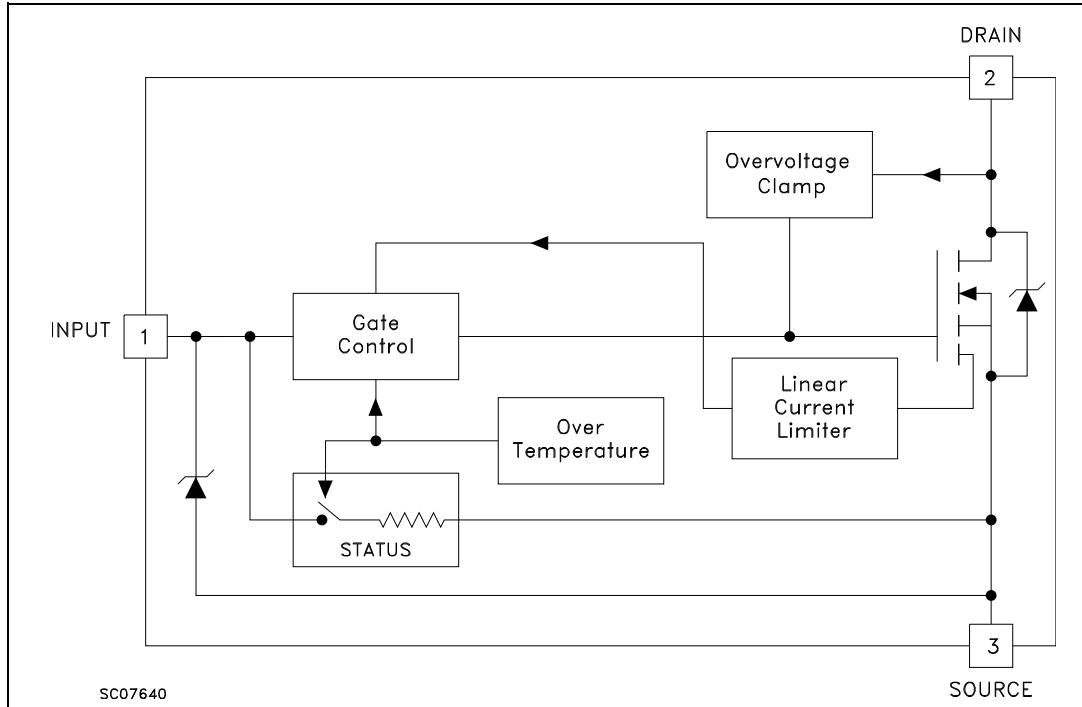 DRAIN
2
Overvoltage
Clamp
INPUT
1
Gate
Control
Linear
Current
Limiter
Over
Temperature
STATUS
3
SC07640
SOURCE